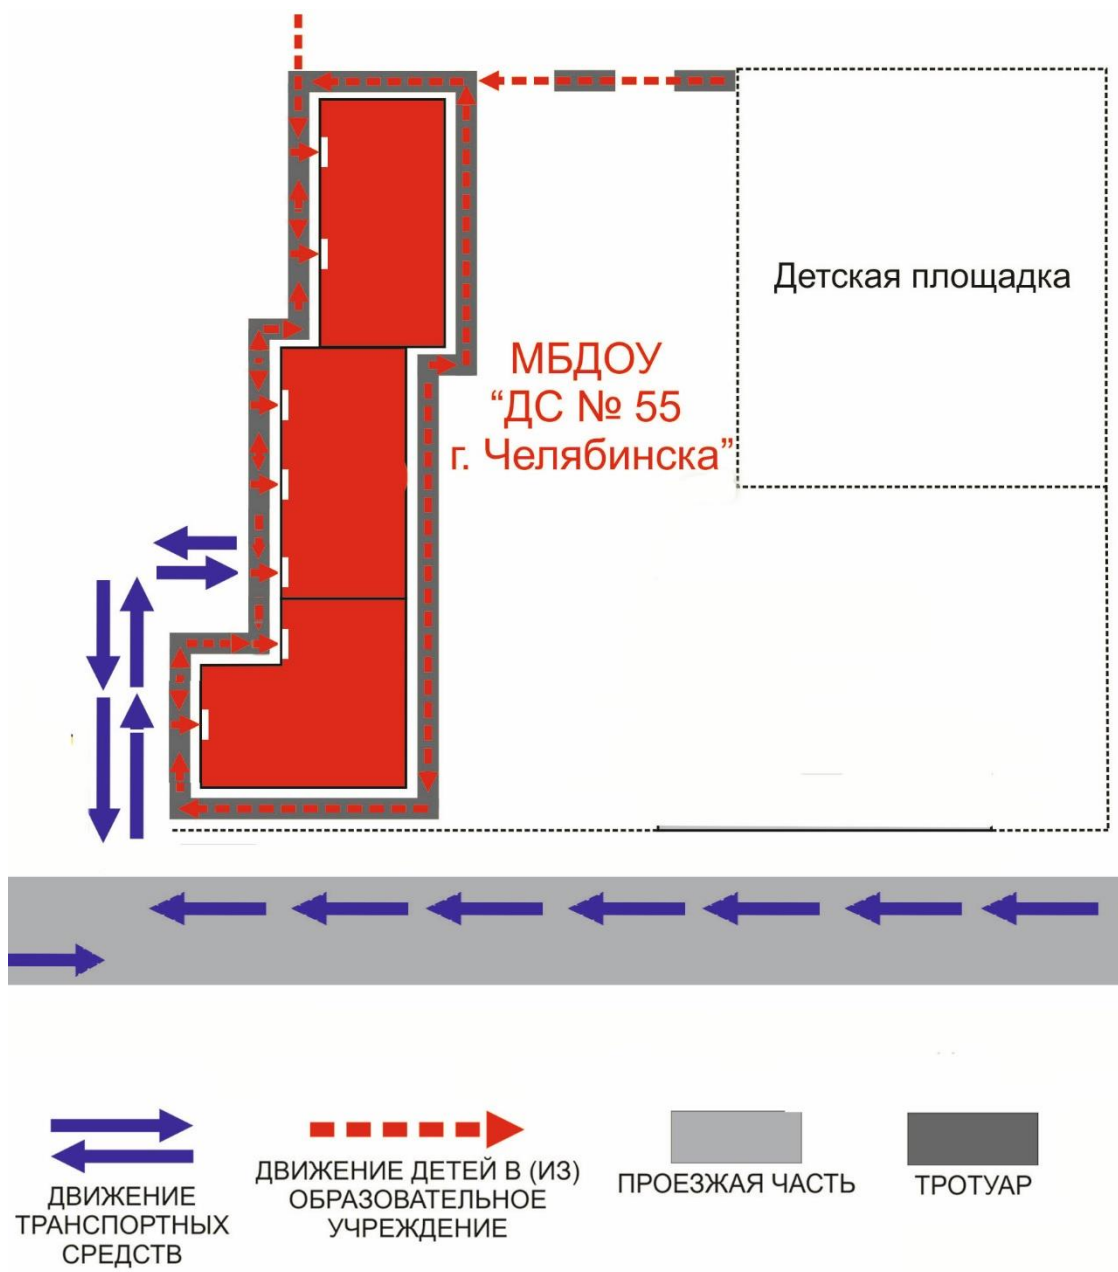 Детская площадка
МБДОУ
“ДС № 55
г. Челябинска”
ДВИЖЕНИЕ
ТРАНСПОРТНЫХ
СРЕДСТВ
ДВИЖЕНИЕ ДЕТЕЙ В (ИЗ)
ОБРАЗОВАТЕЛЬНОЕ
УЧРЕЖДЕНИЕ
ПРОЕЗЖАЯ ЧАСТЬ
ТРОТУАР